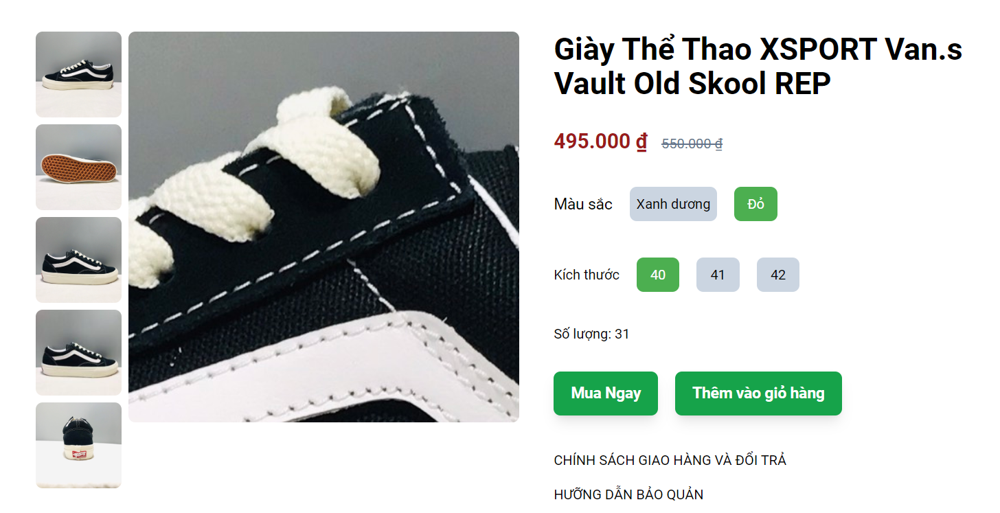 Giày Thể Thao XSPORT Van.s
Vault Old Skool REP
495.000 ₫ 550.000 ₫
Màu sắc Xanh dương Đỏ
Kích thước 40 41 42
Số lượng: 31
Mua Ngay Thêm vào giỏ hàng
CHÍNH SÁCH GIAO HÀNG VÀ ĐỔI TRẢ
HƯỠNG DẪN BẢO QUẢN